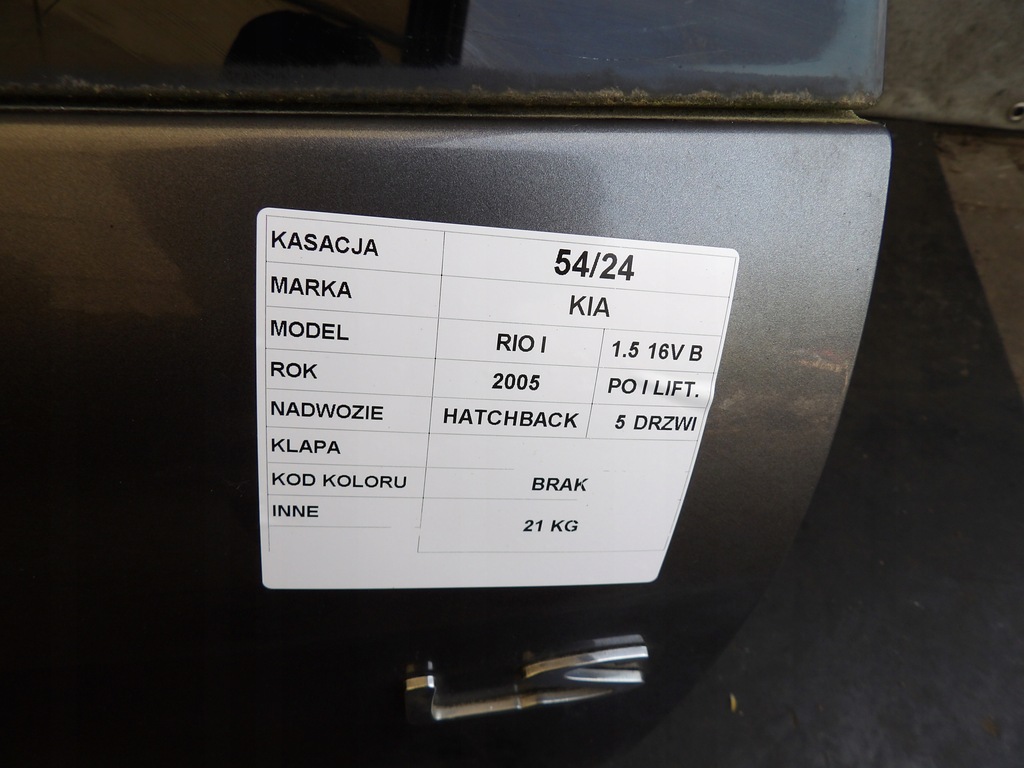 KASACJA 54/24
MARKA KIA
MODEL RIO I 1.5 16V B
ROK 2005 PO I LIFT.
NADWOZIE HATCHBACK 5 DRZWI
KLAPA
KOD KOLORU BRAK
INNE 21 KG